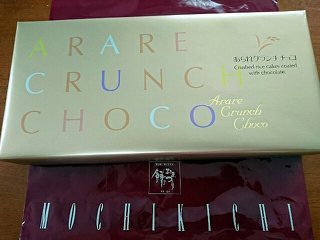 ARARE
CRUNCH
CHOCO
あられクランチ チョコ
Crushed rice cakes coated
with chocolate.
Arare
Crunch
Choco
MOCHIKICHI